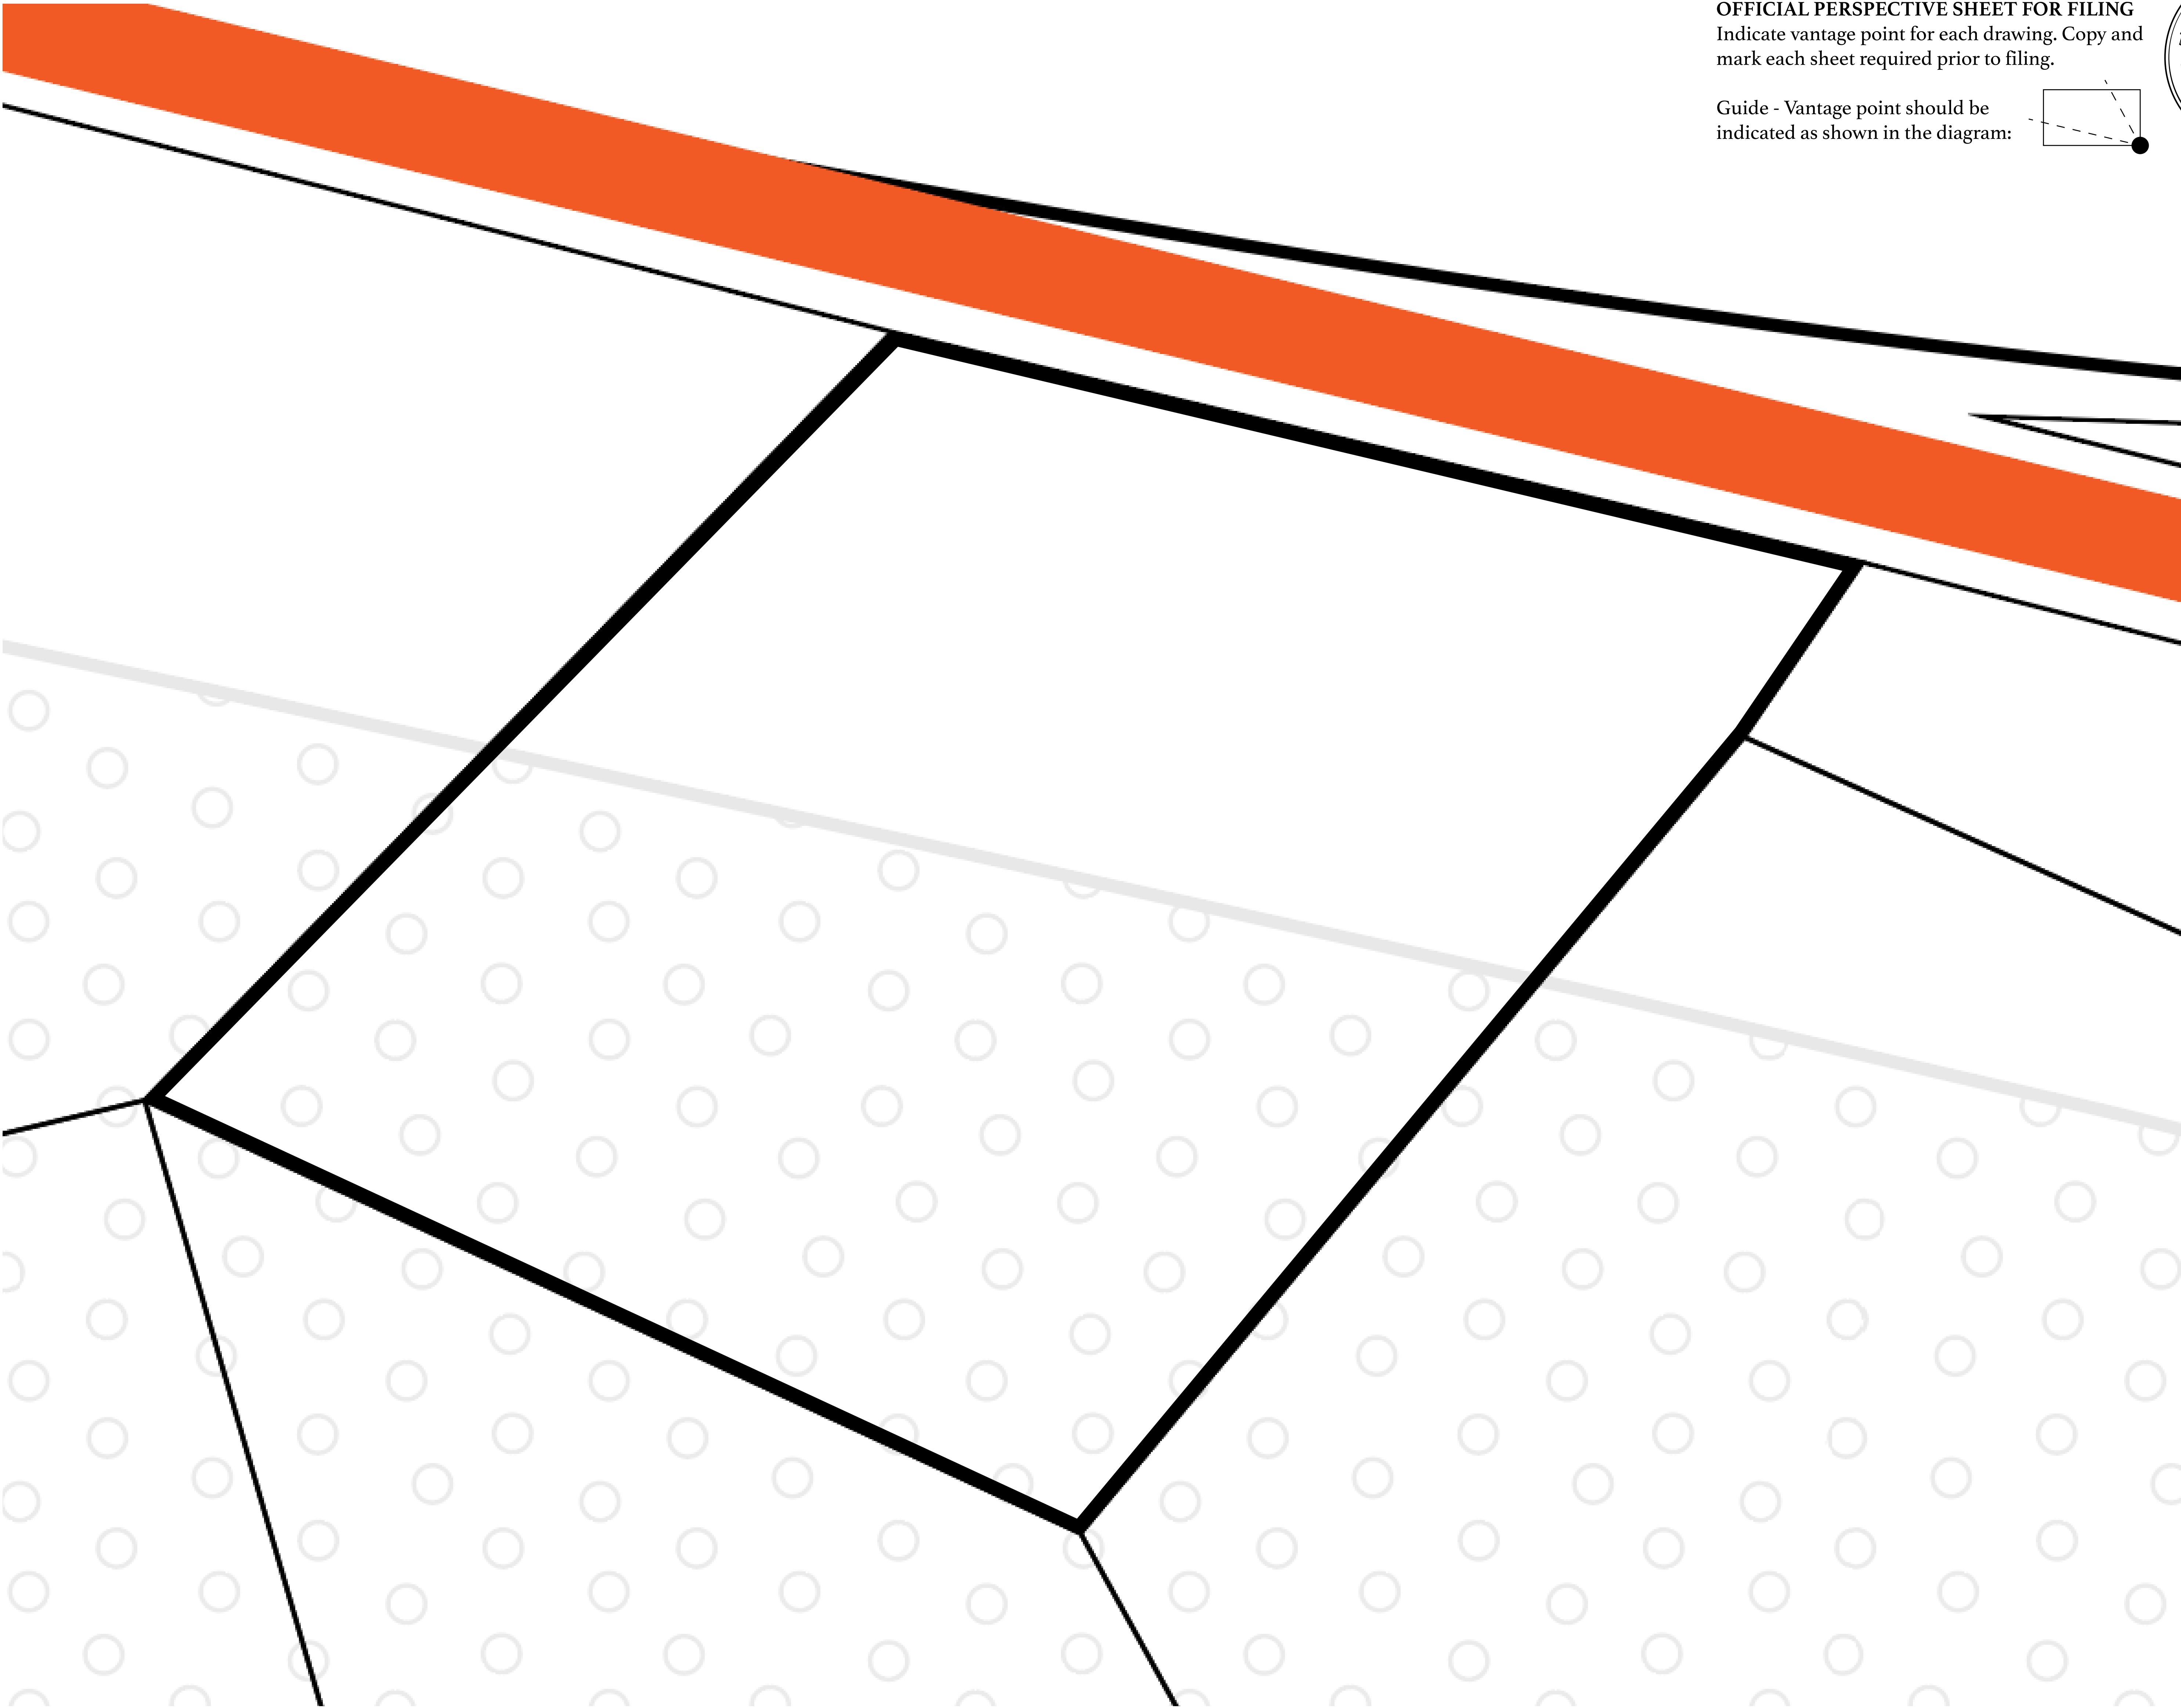 OFFICIAL PERSPECTIVE SHEET FOR FILING
Indicate vantage point for each drawing. Copy and
mark each sheet required prior to filing.
Guide - Vantage point should be
indicated as shown in the diagram: